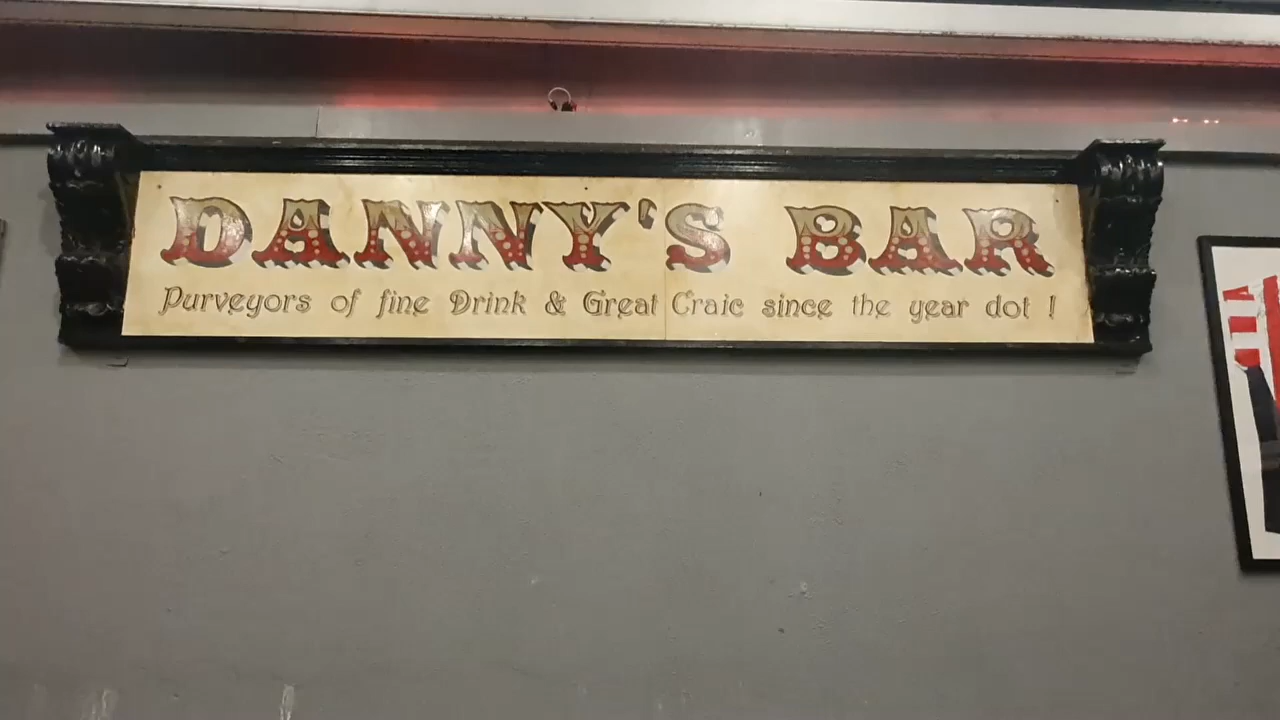 DANNY'S BAR
Purveyors of fine Drink & Great Craic since the year dot !